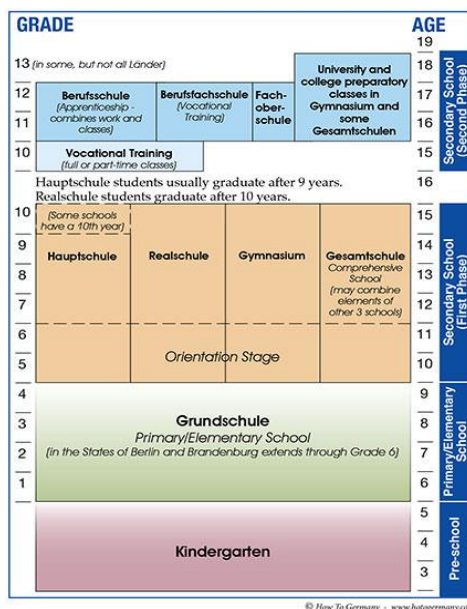 GRADE
AGE
19
13 (in some, but not all Länder)
18
12
17
11
16
10
15
Berufsschule
(Apprenticeship -
combines work and
classes)
Berufsfachschule
(Vocational
Training)
Fach-
ober-
schule
University and
college preparatory
classes in
Gymnasium and
some
Gesamtschulen
Vocational Training
(full or part-time classes)
Secondary School
(Second Phase)
Hauptschule students usually graduate after 9 years.
Realschule students graduate after 10 years.
16
10
15
9
14
8
13
7
12
6
11
5
10
(Some schools
have a 10th year)
Hauptschule
Realschule
Gymnasium
Gesamtschule
Comprehensive
School
(may combine
elements of
other 3 schools)
Orientation Stage
Secondary School
(First Phase)
4
9
3
8
2
7
1
6
Grundschule
Primary/Elementary School
(in the States of Berlin and Brandenburg extends through Grade 6)
Primary/Elementary
School
5
4
3
Kindergarten
Pre-school
© How To Germany - www.howtogermany.co